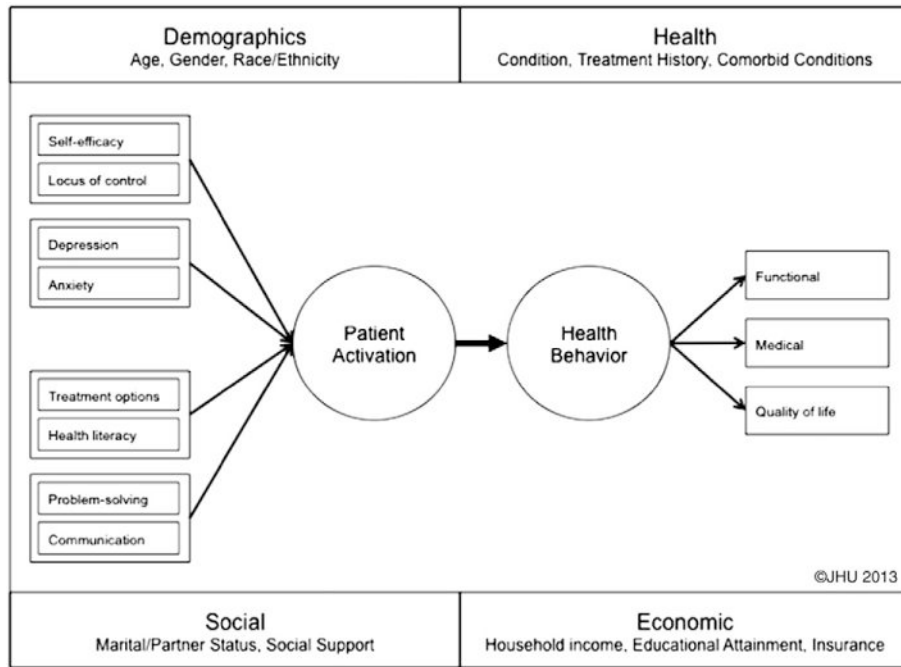 Demographics
Age, Gender, Race/Ethnicity
Health
Condition, Treatment History, Comorbid Conditions
Self-efficacy
Locus of control
Depression
Anxiety
Treatment options
Health literacy
Problem-solving
Communication
Patient
Activation
Health
Behavior
Functional
Medical
Quality of life
©JHU 2013
Social
Marital/Partner Status, Social Support
Economic
Household income, Educational Attainment, Insurance